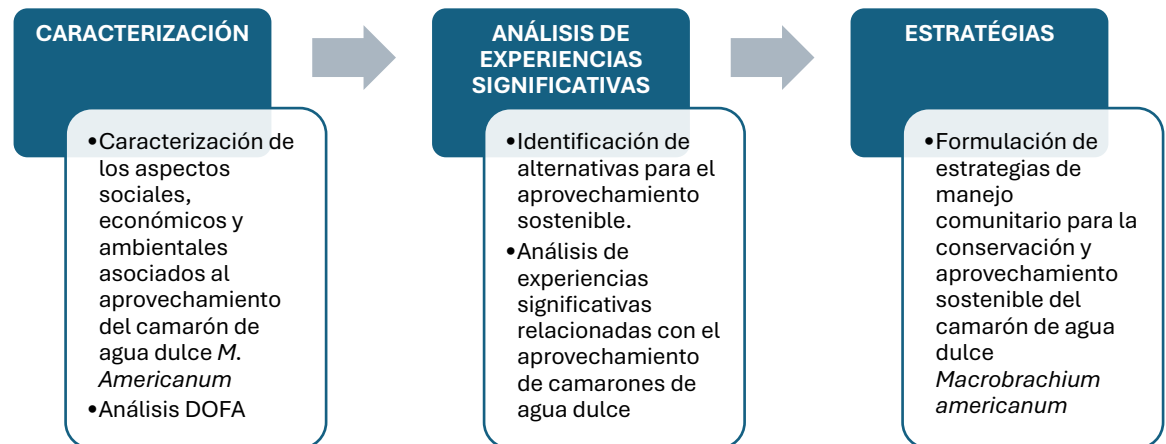 CARACTERIZACIÓN
•Caracterización de
los aspectos
sociales,
económicos y
ambientales
asociados al
aprovechamiento
del camarón de
agua dulce M.
Americanum
•Análisis DOFA
ANÁLISIS DE
EXPERIENCIAS
SIGNIFICATIVAS
•Identificación de
alternativas para el
aprovechamiento
sostenible.
•Análisis de
experiencias
significativas
relacionadas con el
aprovechamiento
de camarones de
agua dulce
ESTRATÉGIAS
•Formulación de
estrategias de
manejo
comunitario para la
conservación y
aprovechamiento
sostenible del
camarón de agua
dulce
Macrobrachium
americanum